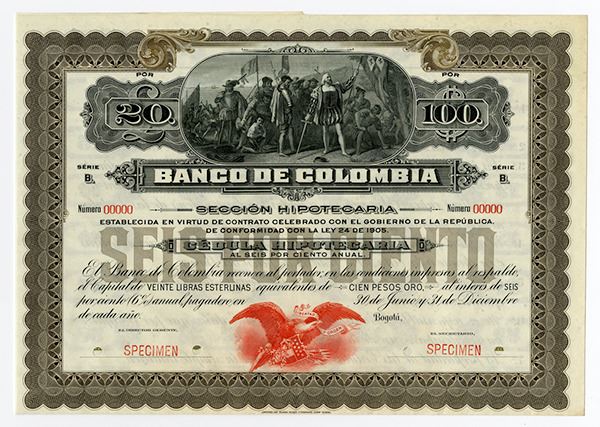 POR
POR
£20.
100.$
SÉRIE
B.
SÉRIE
B.
BANCO DE COLOMBIA
Número 00000
SECCIÓN HIPOTECARIA
Número 00000
ESTABLECIDA EN VIRTUD DE CONTRATO CELEBRADO CON EL GOBIERNO DE LA REPÚBLICA.
DE CONFORMIDAD CON LA LEY 24 DE 1905.
SEIS POR CIENTO
CÉDULA HIPOTECARIA
AL SEIS POR CIENTO ANUAL.
El Banco de Colombia reconoce al portador, en las condiciones impresas al respaldo,
el Capital de VEINTE LIBRAS ESTERLINAS equivalentes de CIEN PESOS ORO, al interés de SEIS
por ciento (6%) anual pagadero en 30 de Junio y 31 de Diciembre
de cada año.
Bogotá,
EL DIRECTOR GERENTE,
EL SECRETARIO,
SPECIMEN
SPECIMEN